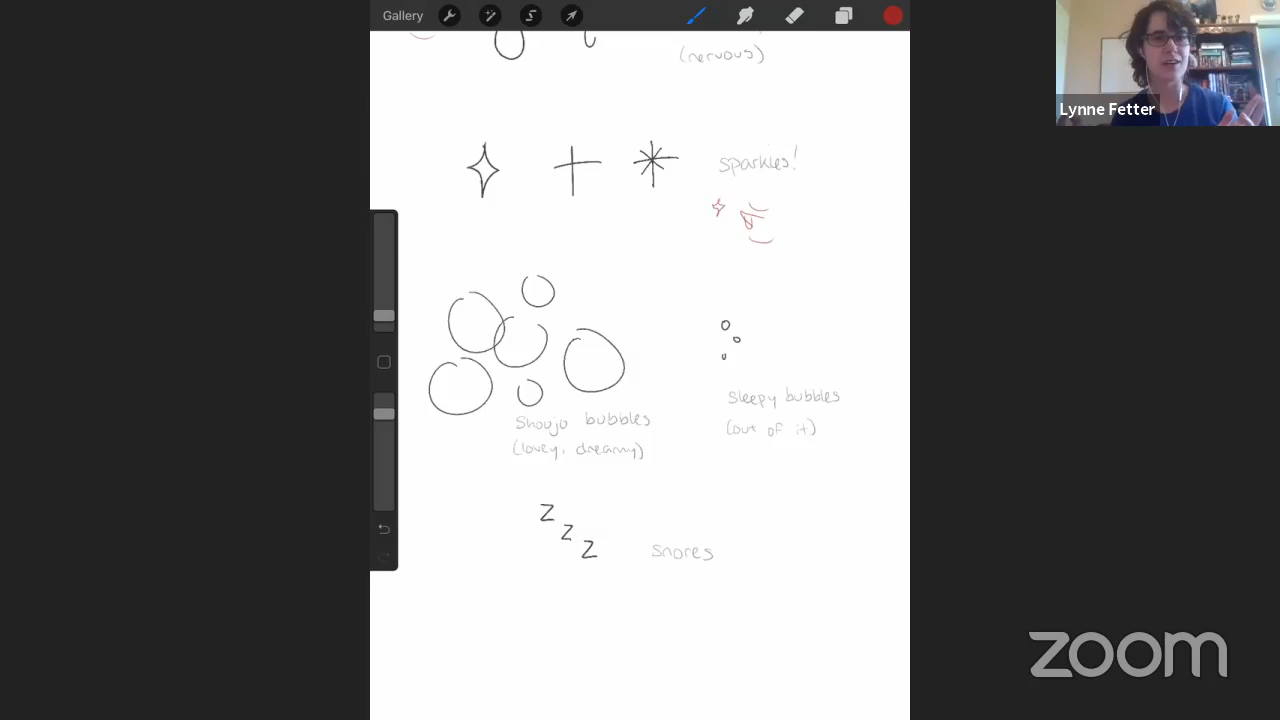 Gallery
(nervous)
Lynne Fetter
sparkles!
Shoujo bubbles
(lovey, dreamy)
Sleepy bubbles
(out of it)
Z
Z
Z
snores
zoom